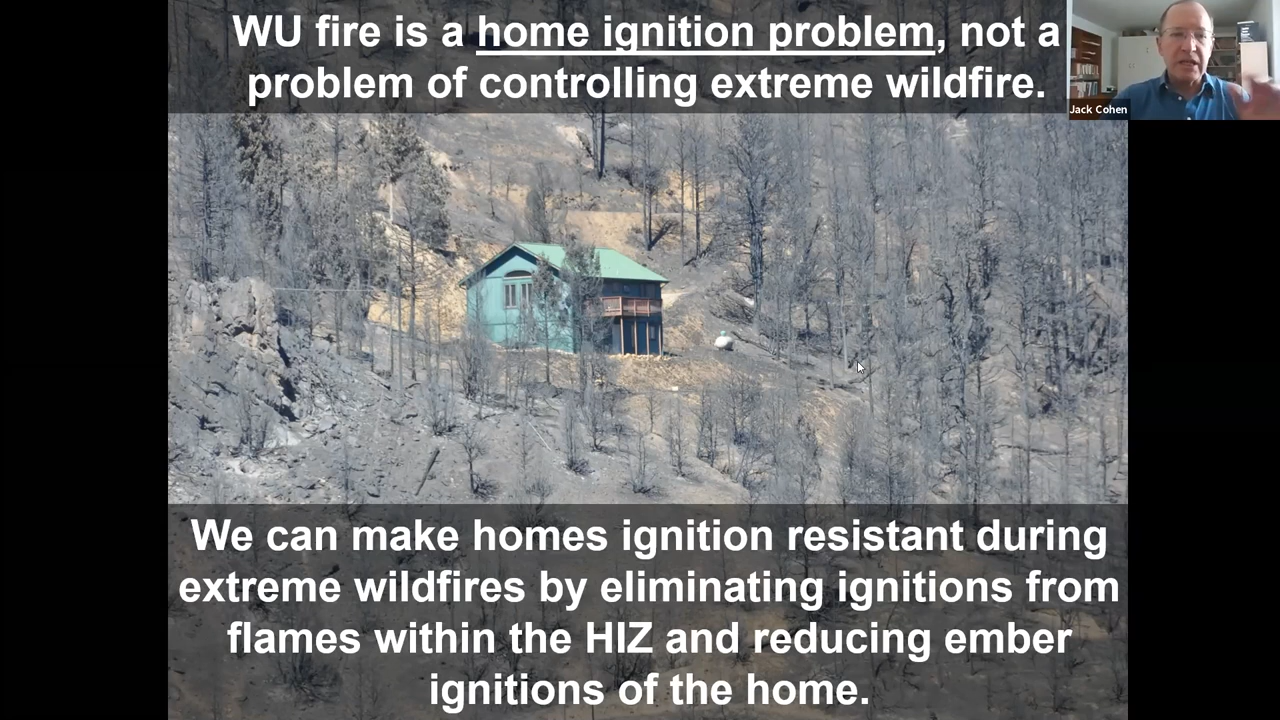 WU fire is a home ignition problem, not a
problem of controlling extreme wildfire.
Jack Cohen
We can make homes ignition resistant during
extreme wildfires by eliminating ignitions from
flames within the HIZ and reducing ember
ignitions of the home.